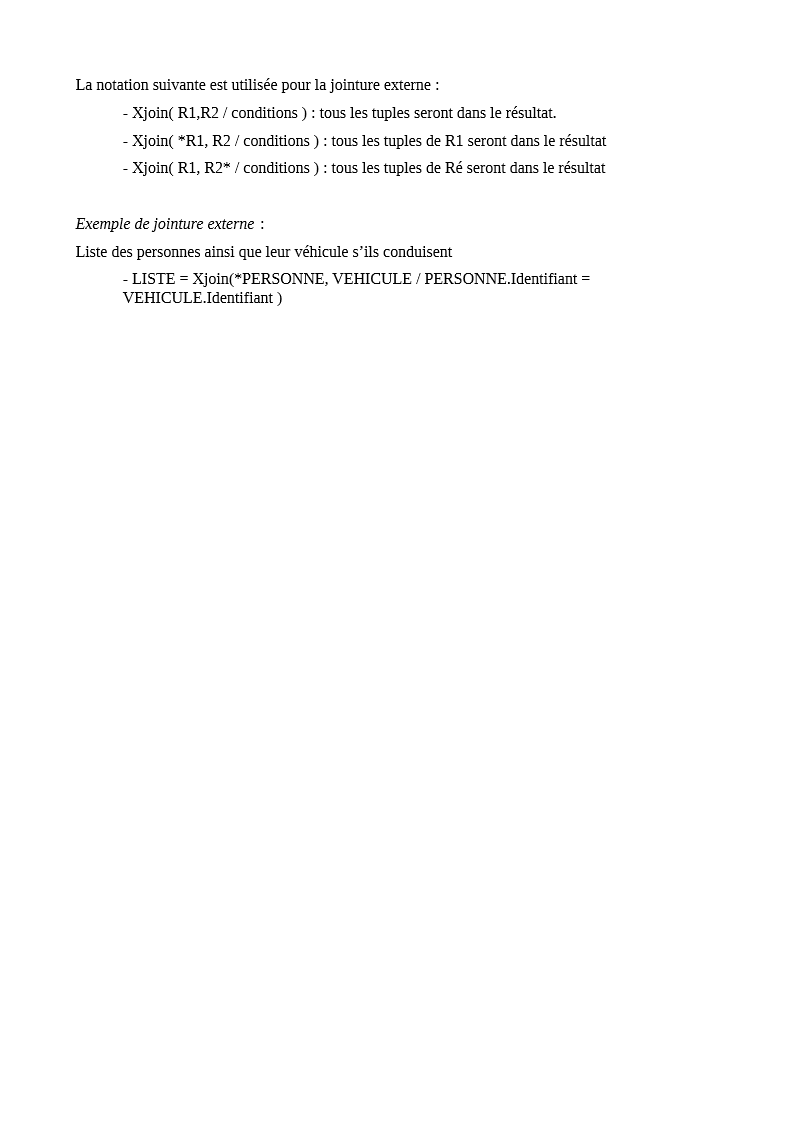 La notation suivante est utilisée pour la jointure externe :
- Xjoin( R1,R2 / conditions ) : tous les tuples seront dans le résultat.
- Xjoin( *R1, R2 / conditions ) : tous les tuples de R1 seront dans le résultat
- Xjoin( R1, R2* / conditions ) : tous les tuples de Ré seront dans le résultat
Exemple de jointure externe :
Liste des personnes ainsi que leur véhicule s’ils conduisent
- LISTE = Xjoin(*PERSONNE, VEHICULE / PERSONNE.Identifiant =
VEHICULE.Identifiant )